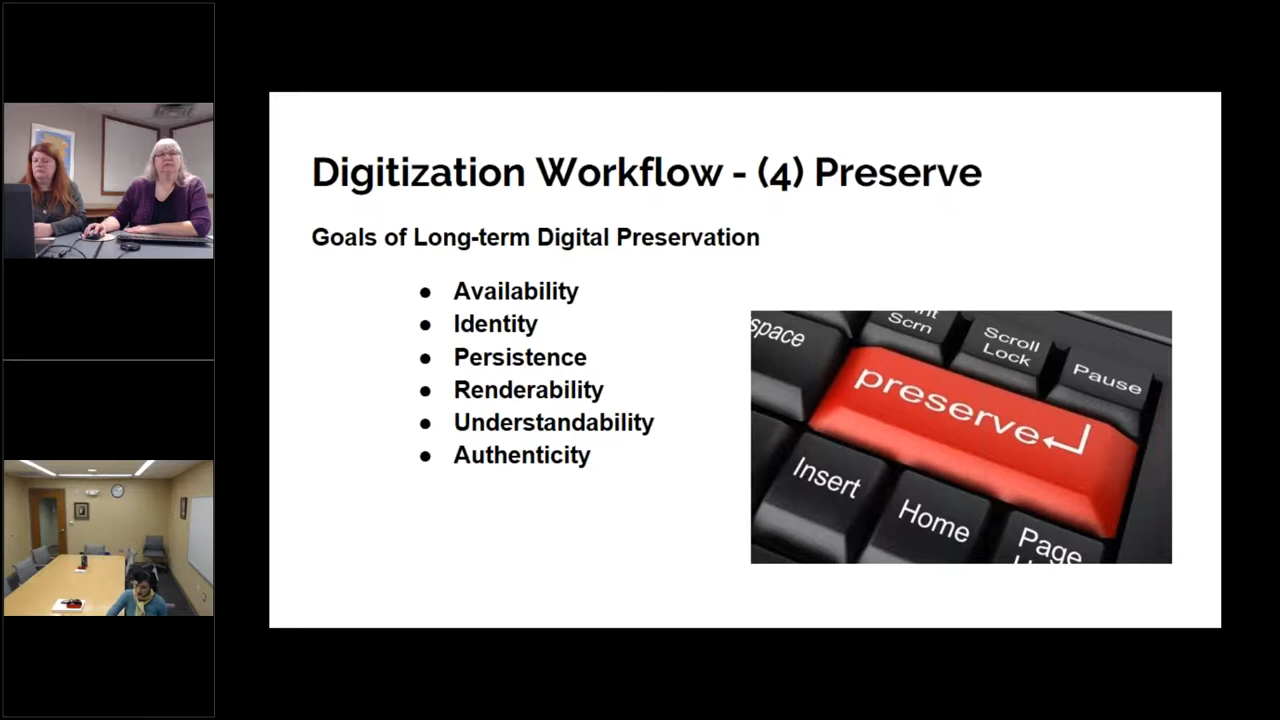 Digitization Workflow - (4) Preserve
Goals of Long-term Digital Preservation
● Availability
● Identity
● Persistence
● Renderability
● Understandability
● Authenticity
space
Scrn
Scroll
Lock
Pause
preserve
Insert
Home
Page